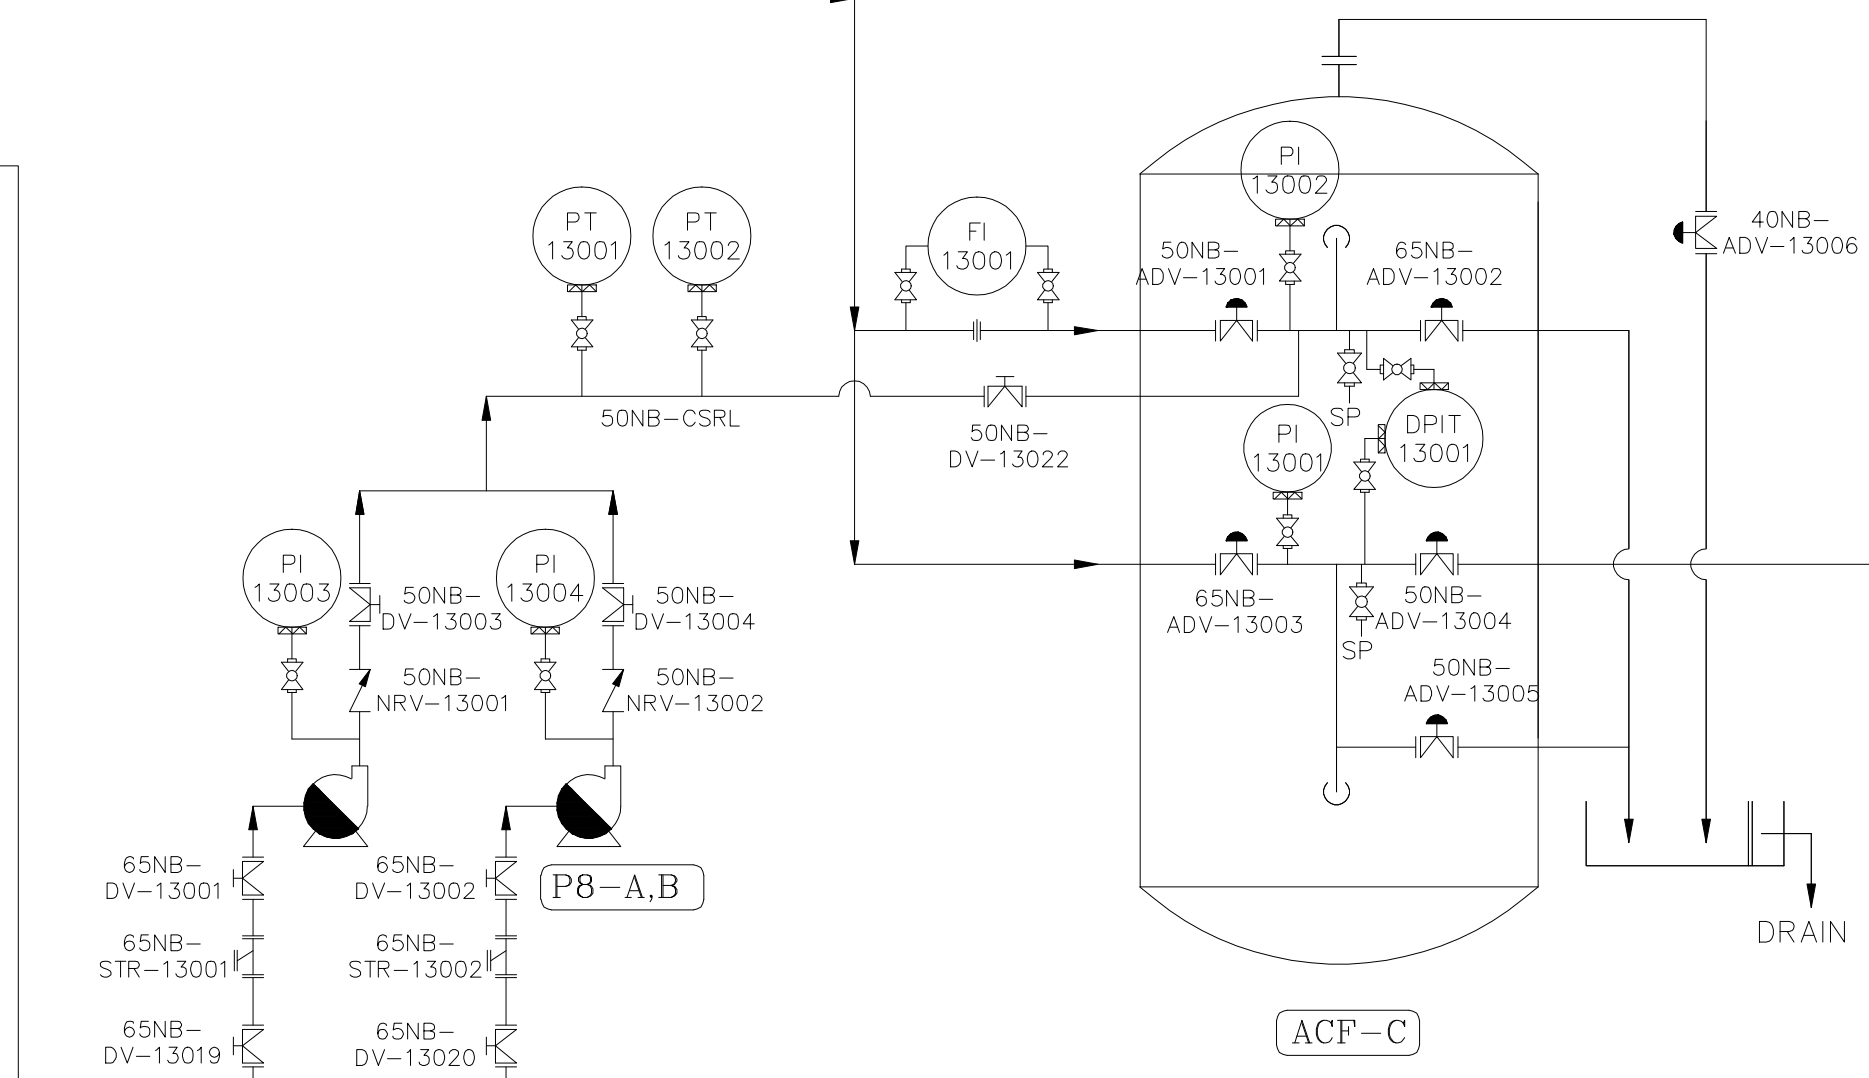 PI
13002
PT
13001
PT
13002
FI
13001
50NB-
ADV-13001
65NB-
ADV-13002
40NB-
ADV-13006
50NB-CSRL
50NB-
DV-13022
SP
PI
13001
DPIT
13001
PI
13003
50NB-
DV-13003
PI
13004
50NB-
DV-13004
65NB-
ADV-13003
50NB-
ADV-13004
SP
50NB-
NRV-13001
50NB-
NRV-13002
50NB-
ADV-13005
65NB-
DV-13001
65NB-
DV-13002
P8-A,B
65NB-
STR-13001
65NB-
STR-13002
DRAIN
65NB-
DV-13019
65NB-
DV-13020
ACF-C